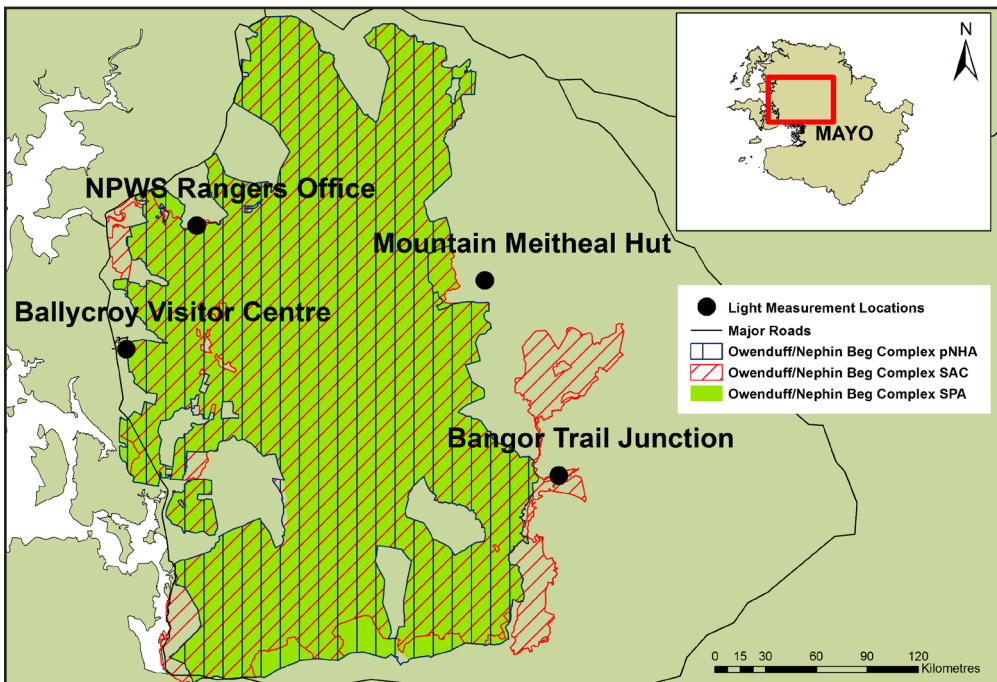 N
MAYO
NPWS Rangers Office
Mountain Meitheal Hut
Ballycroy Visitor Centre
Bangor Trail Junction
Light Measurement Locations
Major Roads
Owenduff/Nephin Beg Complex pNHA
Owenduff/Nephin Beg Complex SAC
Owenduff/Nephin Beg Complex SPA
0 15 30 60 90 120
Kilometres